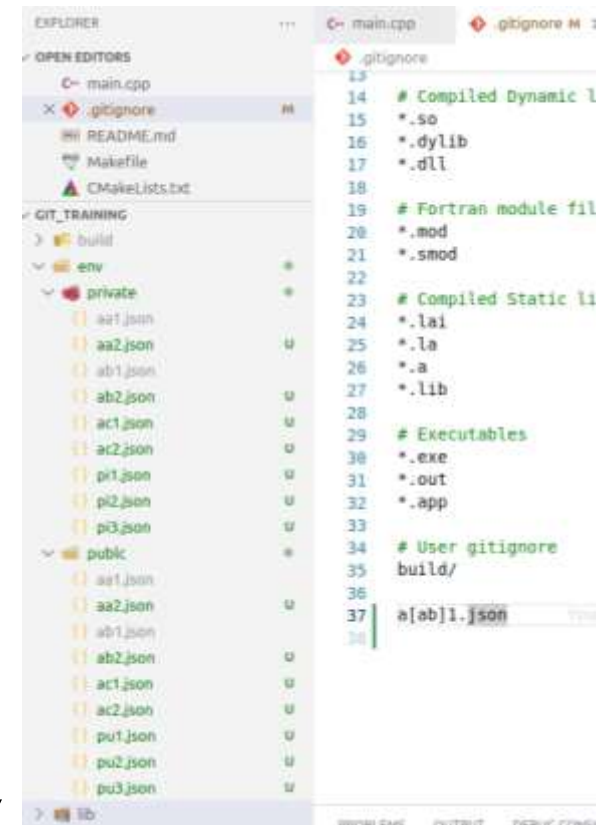 EXPLORER
OPEN EDITORS
main.cpp
.gitignore M
README.md
Makefile
CMakeLists.txt
GIT_TRAINING
build
env
private
aa1.json
aa2.json U
ab1.json
ab2.json U
ac1.json U
ac2.json U
pi1.json U
pi2.json U
pi3.json U
public
aa1.json
aa2.json U
ab1.json
ab2.json U
ac1.json U
ac2.json U
pu1.json U
pu2.json U
pu3.json U
lib
main.cpp .gitignore M
.gitignore
13
14 # Compiled Dynamic l
15 *.so
16 *.dylib
17 *.dll
18
19 # Fortran module fil
20 *.mod
21 *.smod
22
23 # Compiled Static li
24 *.lai
25 *.la
26 *.a
27 *.lib
28
29 # Executables
30 *.exe
31 *.out
32 *.app
33
34 # User gitignore
35 build/
36
37 a[ab]1.json You
38
PROBLEMS OUTPUT DEBUG CONSO